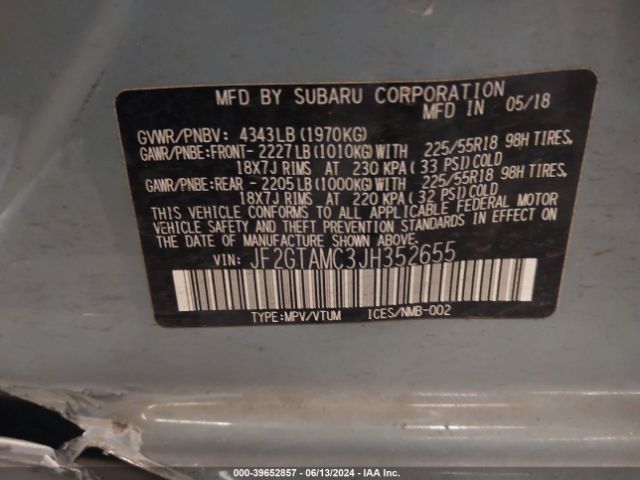 MFD BY SUBARU CORPORATION
MFD IN 05/18
GVWR/PNBV: 4343LB (1970KG)
GAWR/PNBE:FRONT- 2227LB (1010KG) WITH 225/55R18 98H TIRES,
18X7J RIMS AT 230 KPA (33 PSI) COLD
GAWR/PNBE:REAR - 2205LB (1000KG) WITH 225/55R18 98H TIRES,
18X7J RIMS AT 220 KPA (32 PSI) COLD
THIS VEHICLE CONFORMS TO ALL APPLICABLE FEDERAL MOTOR
VEHICLE SAFETY AND THEFT PREVENTION STANDARDS IN
EFFECT ON THE DATE OF MANUFACTURE SHOWN ABOVE.
VIN: JF2GTAMC3JH352655
TYPE:MPV/VTUM ICES/NMB-002
000-39652857 - 06/13/2024 - IAAI.com